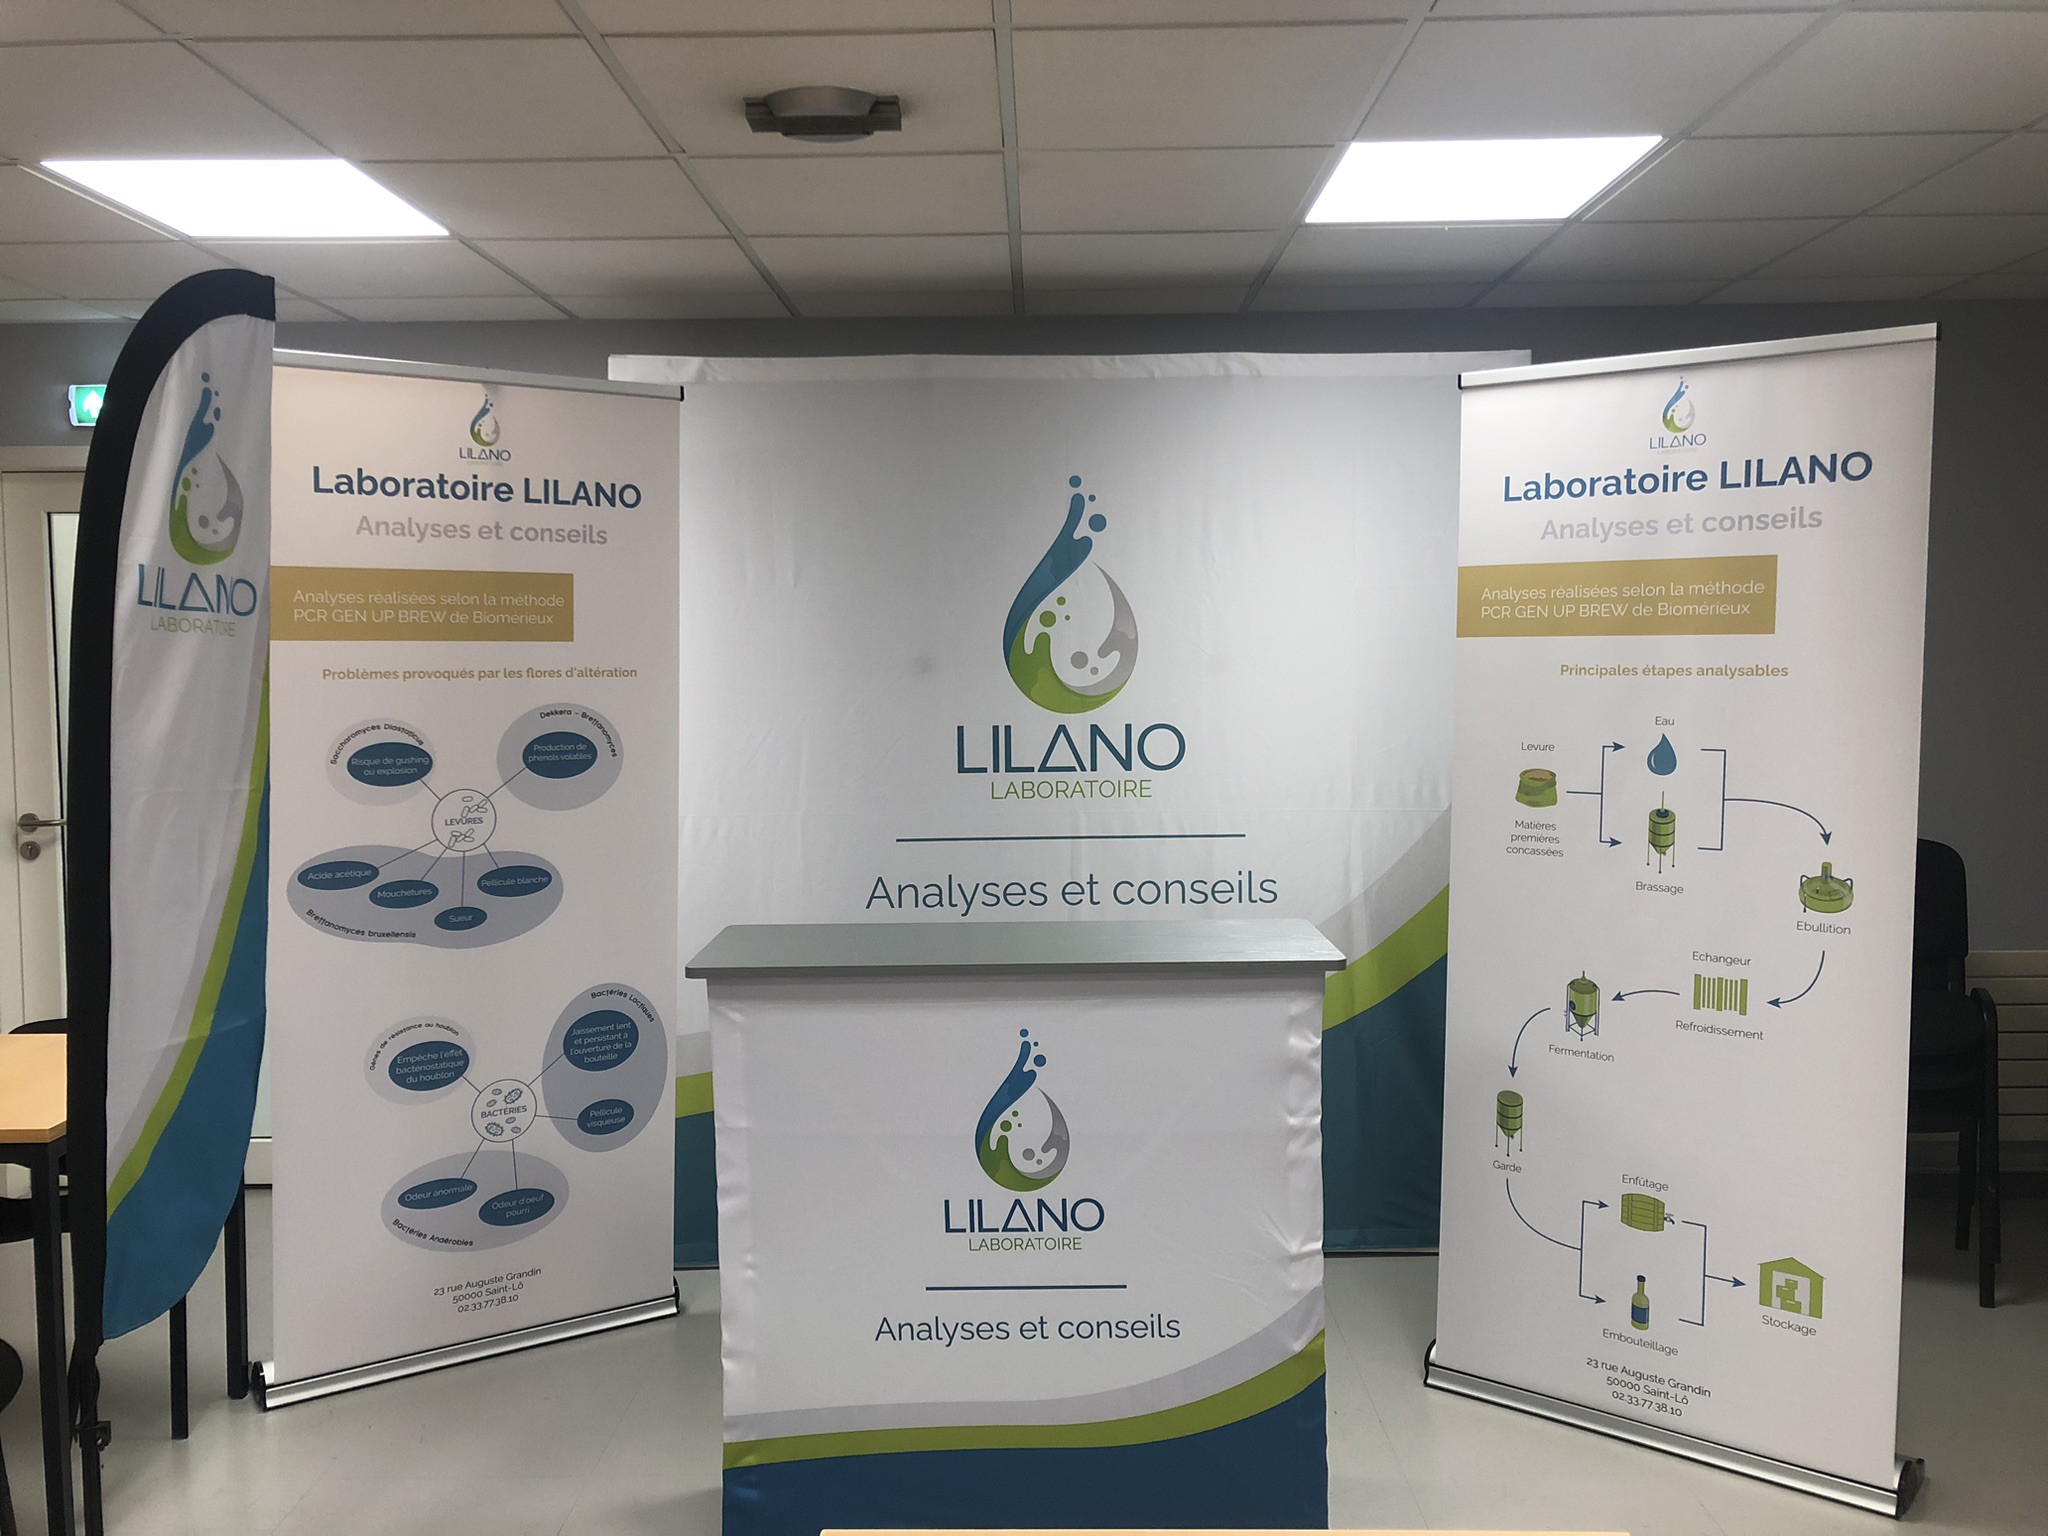 LILANO
LABORATOIRE
LILANO
Laboratoire LILANO
Analyses et conseils
Analyses réalisées selon la méthode
PCR GEN UP BREW de Biomérieux
Problèmes provoqués par les flores d'altération
Saccharomyces Diastaticus
Risque de gushing
ou explosion
Dekkera - Brettanomyces
Production de
phénols volatiles
LEVURES
Acide acétique
Mouchetures
Sueur
Pellicule blanche
Brettanomyces bruxellensis
Gènes de résistance au houblon
Empêche l'effet
bactériostatique
du houblon
Bactéries Lactiques
Jaissement lent
et persistant à
l'ouverture de la
bouteille
Pellicule
visqueuse
BACTÉRIES
Odeur anormale
Odeur d'oeuf
pourri
Bactéries Anaérobies
23 rue Auguste Grandin
50000 Saint-Lô
02.33.77.38.10
LILANO
LABORATOIRE
Analyses et conseils
LILANO
LABORATOIRE
Analyses et conseils
LILANO
Laboratoire LILANO
Analyses et conseils
Analyses réalisées selon la méthode
PCR GEN UP BREW de Biomérieux
Principales étapes analysables
Eau
Levure
Matières
premières
concassées
Brassage
Ebullition
Echangeur
Refroidissement
Fermentation
Garde
Enfûtage
Embouteillage
Stockage
23 rue Auguste Grandin
50000 Saint-Lô
02.33.77.38.10